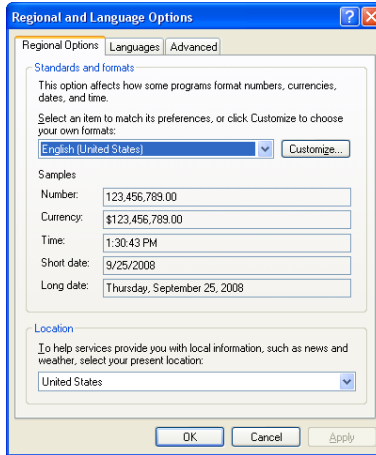 Regional and Language Options
Regional Options Languages Advanced
Standards and formats
This option affects how some programs format numbers, currencies,
dates, and time.
Select an item to match its preferences, or click Customize to choose
your own formats:
English (United States) Customize...
Samples
Number: 123,456,789.00
Currency: $123,456,789.00
Time: 1:30:43 PM
Short date: 9/25/2008
Long date: Thursday, September 25, 2008
Location
To help services provide you with local information, such as news and
weather, select your present location:
United States
OK Cancel Apply